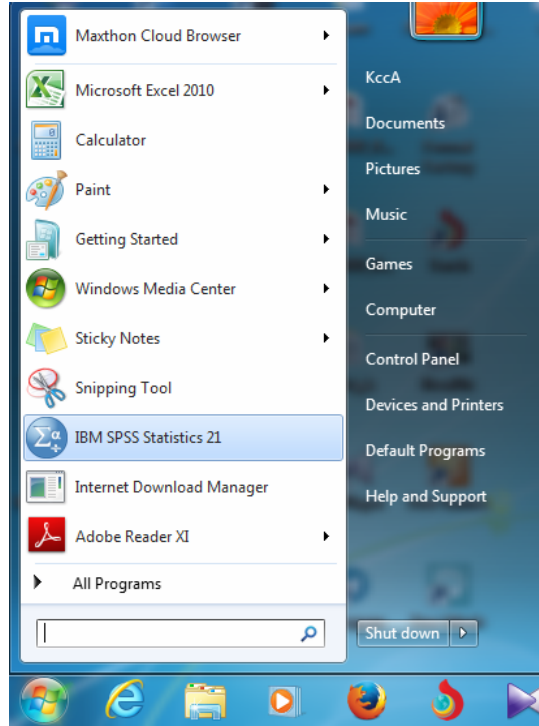 Maxthon Cloud Browser
Microsoft Excel 2010
Calculator
Paint
Getting Started
Windows Media Center
Sticky Notes
Snipping Tool
IBM SPSS Statistics 21
Internet Download Manager
Adobe Reader XI
All Programs
KccA
Documents
Pictures
Music
Games
Computer
Control Panel
Devices and Printers
Default Programs
Help and Support
Shut down